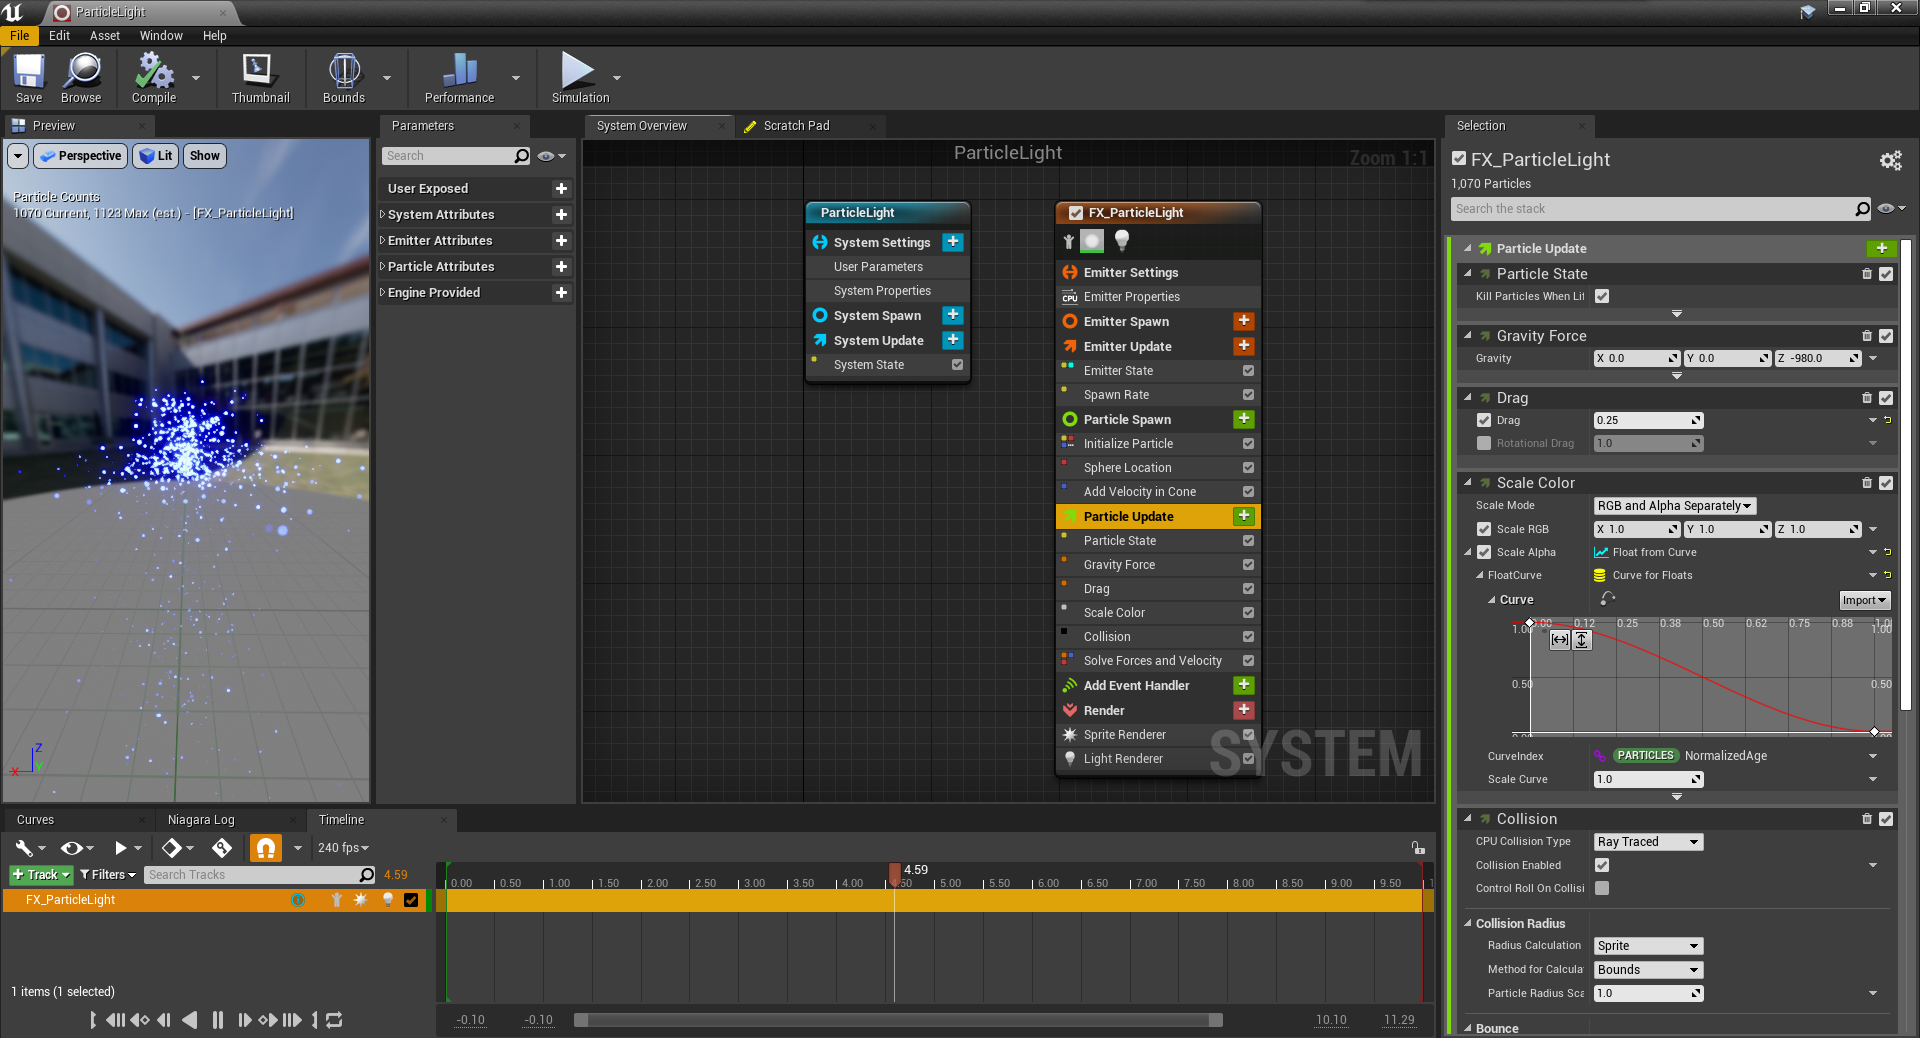 ParticleLight
File Edit Asset Window Help
Save Browse Compile Thumbnail Bounds Performance Simulation
Preview
Perspective Lit Show
Particle Counts
1070 Current, 1123 Max (est.) - [FX_ParticleLight]
Z
X
Parameters
Search
User Exposed
System Attributes
Emitter Attributes
Particle Attributes
Engine Provided
System Overview Scratch Pad
ParticleLight
Zoom 1:1
ParticleLight
System Settings
User Parameters
System Properties
System Spawn
System Update
System State
FX_ParticleLight
Emitter Settings
CPU Emitter Properties
Emitter Spawn
Emitter Update
Emitter State
Spawn Rate
Particle Spawn
Initialize Particle
Sphere Location
Add Velocity in Cone
Particle Update
Particle State
Gravity Force
Drag
Scale Color
Collision
Solve Forces and Velocity
Add Event Handler
Render
Sprite Renderer
Light Renderer
SYSTEM
Selection
FX_ParticleLight
1,070 Particles
Search the stack
Particle Update
Particle State
Kill Particles When Lif
Gravity Force
Gravity X 0.0 Y 0.0 Z -980.0
Drag
Drag 0.25
Rotational Drag 1.0
Scale Color
Scale Mode RGB and Alpha Separately
Scale RGB X 1.0 Y 1.0 Z 1.0
Scale Alpha Float from Curve
FloatCurve Curve for Floats
Curve Import
0.12 0.25 0.38 0.50 0.62 0.75 0.88
1.00 1.00
0.50 0.50
CurveIndex PARTICLES NormalizedAge
Scale Curve 1.0
Collision
CPU Collision Type Ray Traced
Collision Enabled
Control Roll On Collisi
Collision Radius
Radius Calculation Sprite
Method for Calcula Bounds
Particle Radius Sca 1.0
Bounce
Curves Niagara Log Timeline
240 fps
Track Filters Search Tracks 4.59
4.59
0.00 0.50 1.00 1.50 2.00 2.50 3.00 3.50 4.00 5.00 5.50 6.00 6.50 7.00 7.50 8.00 8.50 9.00 9.50
FX_ParticleLight
1 items (1 selected)
-0.10 -0.10 10.10 11.29